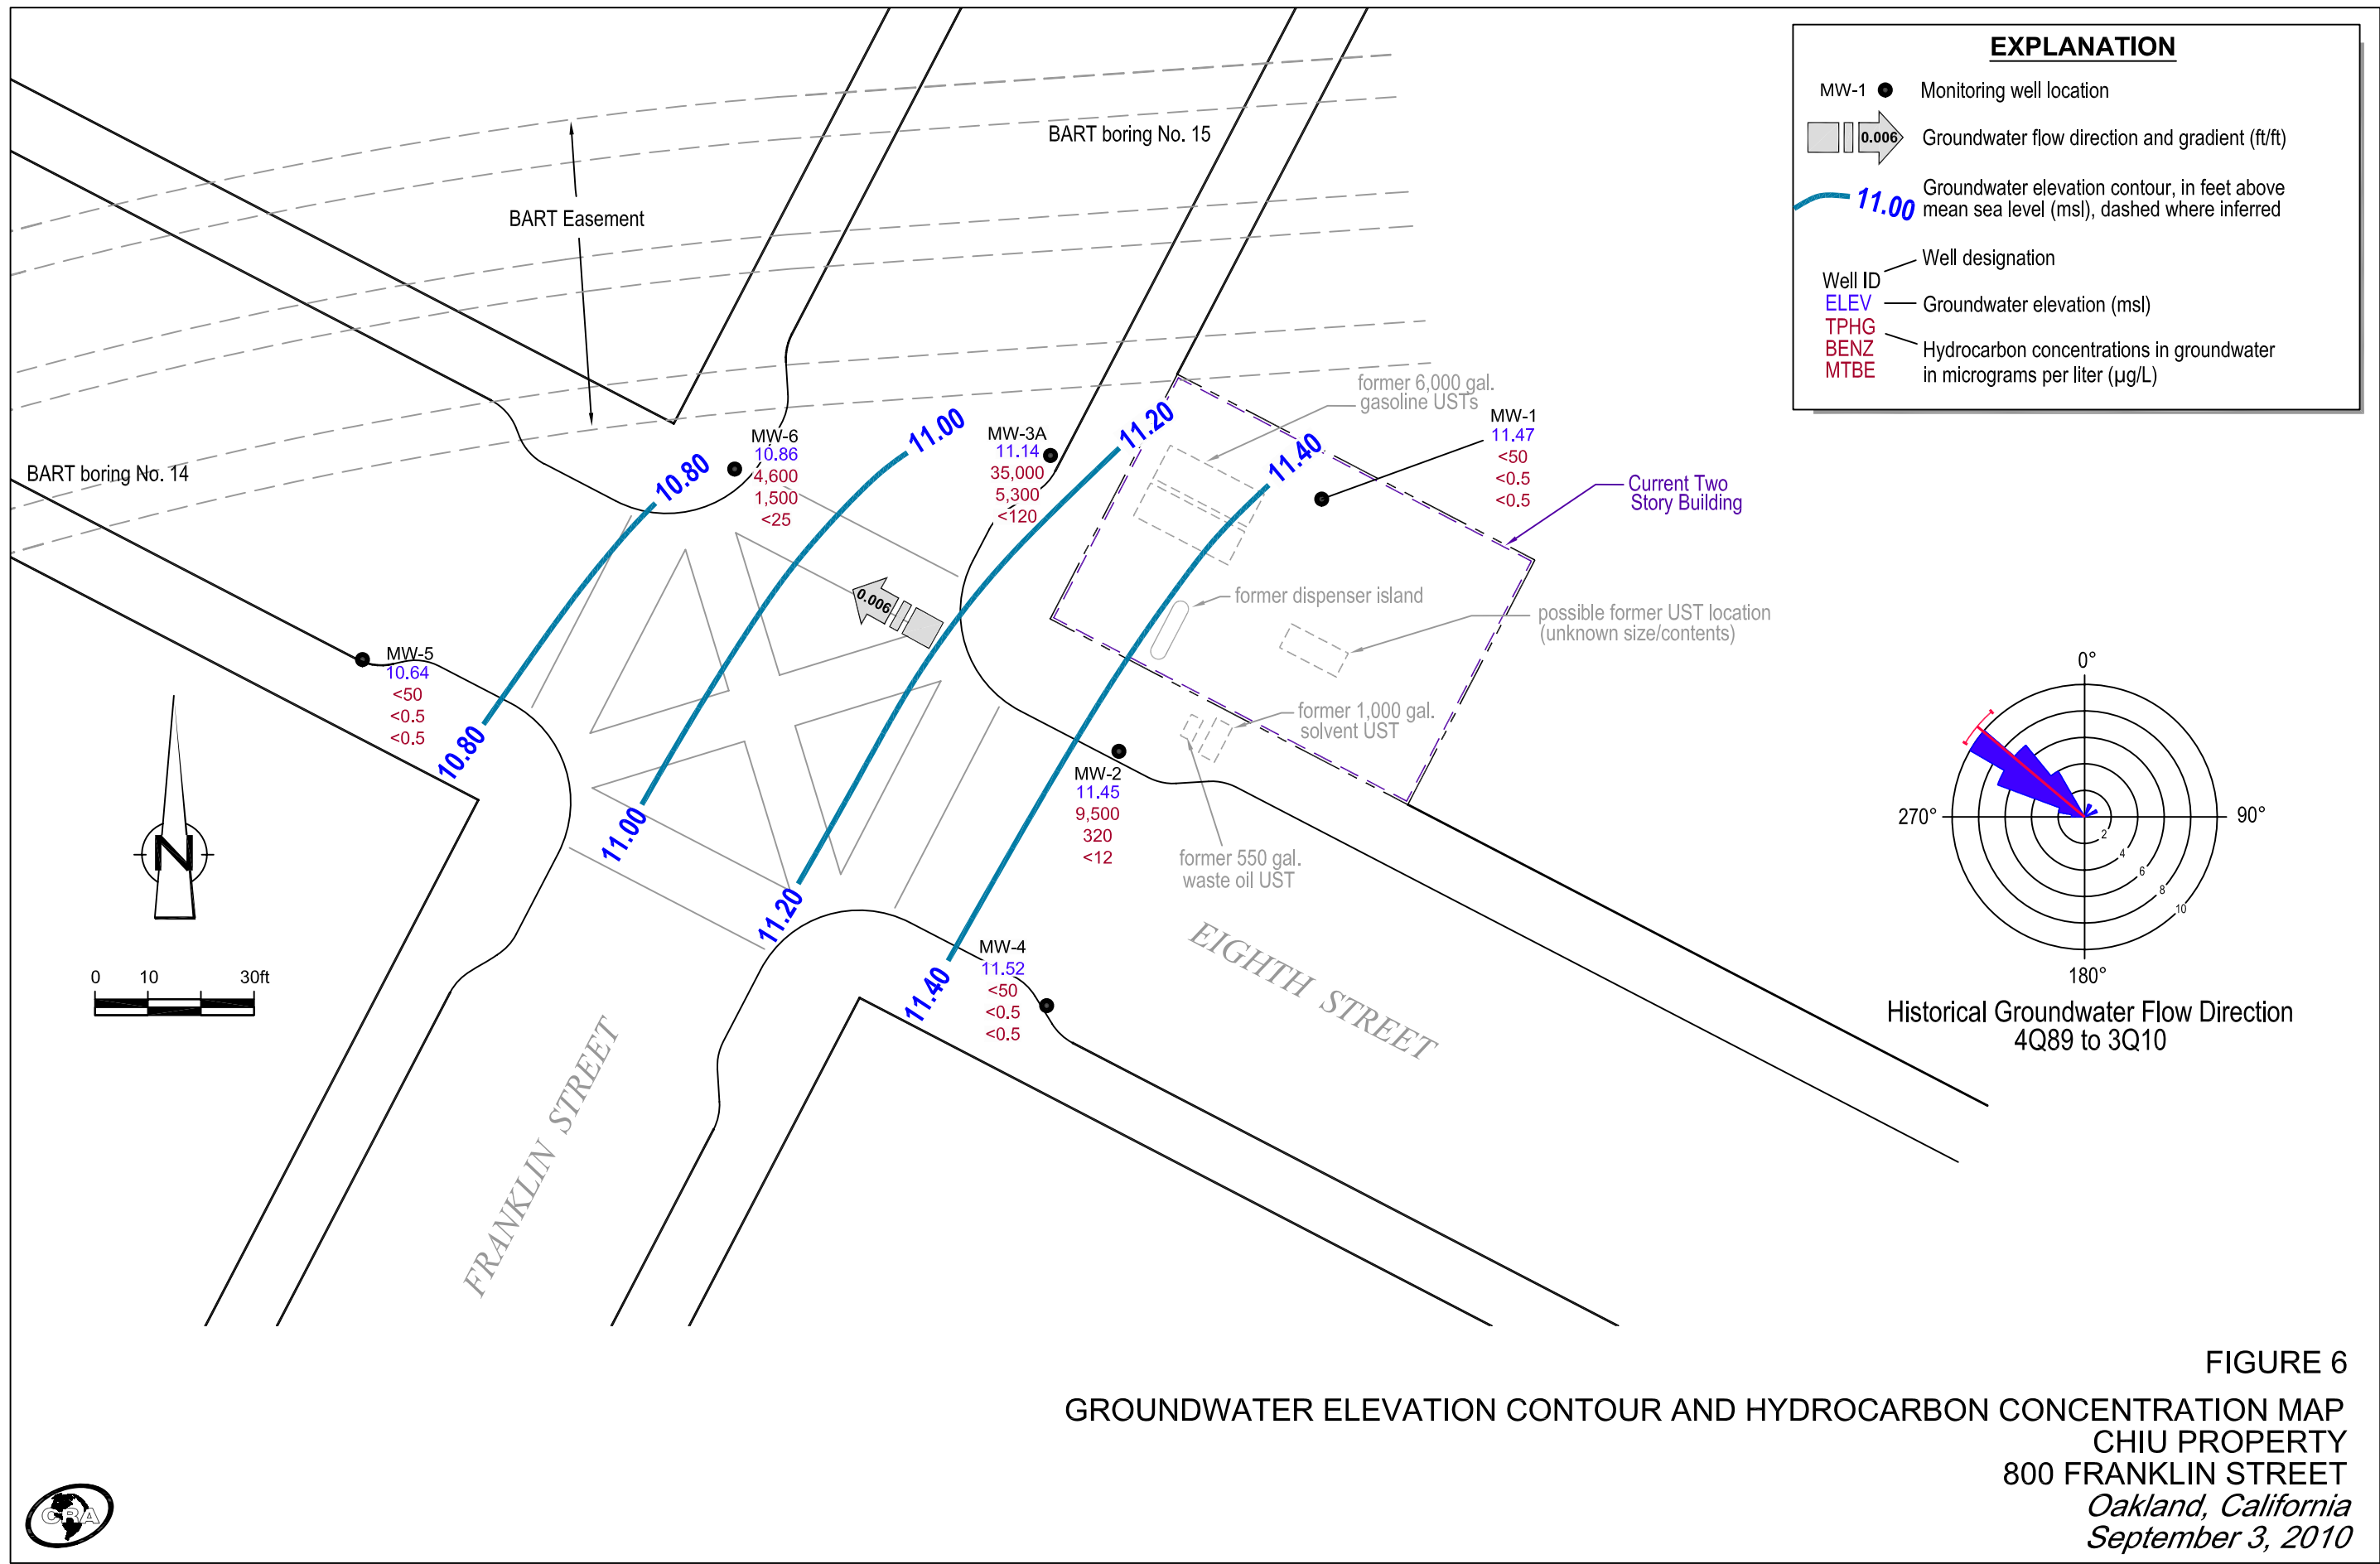 EXPLANATION
MW-1
Monitoring well location
0.006
Groundwater flow direction and gradient (ft/ft)
11.00
Groundwater elevation contour, in feet above
mean sea level (msl), dashed where inferred
Well designation
Well ID
ELEV
Groundwater elevation (msl)
TPHG
BENZ
MTBE
Hydrocarbon concentrations in groundwater
in micrograms per liter (µg/L)
BART boring No. 15
BART Easement
BART boring No. 14
former 6,000 gal.
gasoline USTs
MW-1
11.47
<50
<0.5
<0.5
Current Two
Story Building
MW-6
10.86
4,600
1,500
<25
MW-3A
11.14
35,000
5,300
<120
10.80
11.00
11.20
11.40
0.006
former dispenser island
possible former UST location
(unknown size/contents)
MW-5
10.64
<50
<0.5
<0.5
former 1,000 gal.
solvent UST
MW-2
11.45
9,500
320
<12
former 550 gal.
waste oil UST
10.80
11.00
11.20
11.40
MW-4
11.52
<50
<0.5
<0.5
EIGHTH STREET
FRANKLIN STREET
N
0 10 30ft
0°
270°
90°
2
4
6
8
10
180°
Historical Groundwater Flow Direction
4Q89 to 3Q10
FIGURE 6
GROUNDWATER ELEVATION CONTOUR AND HYDROCARBON CONCENTRATION MAP
CHIU PROPERTY
800 FRANKLIN STREET
Oakland, California
September 3, 2010
CRA